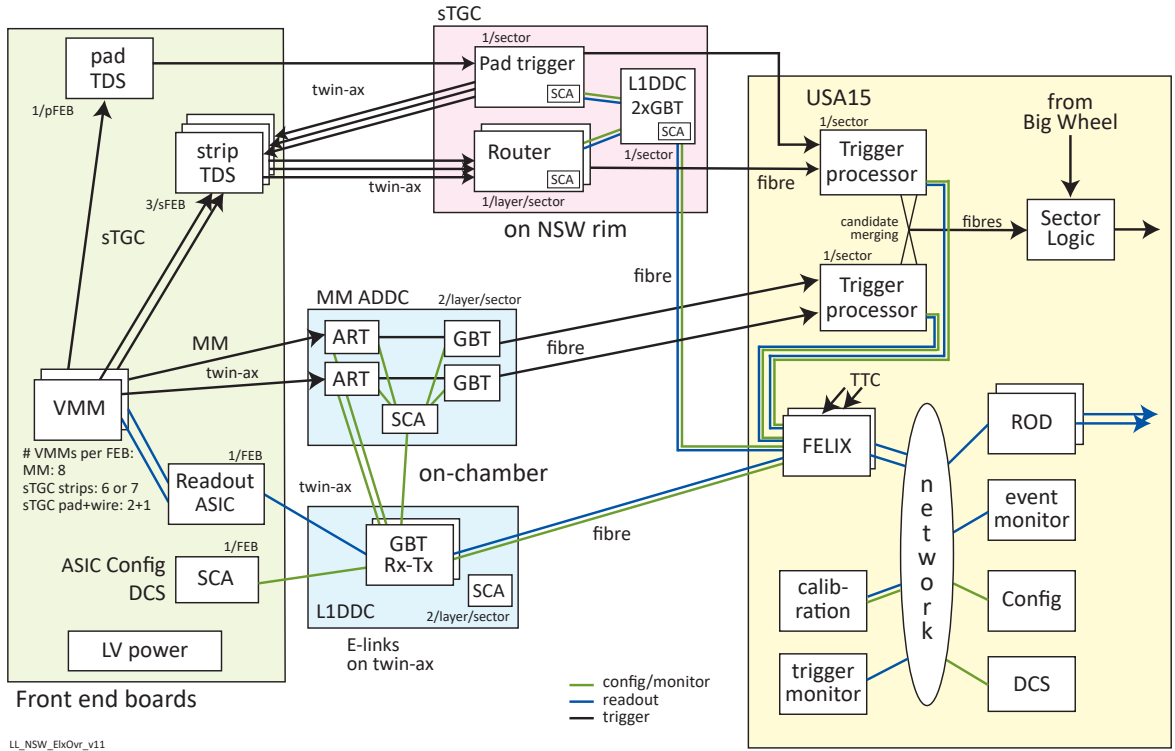 sTGC
1/sector
pad
TDS
Pad trigger
SCA
L1DDC
2xGBT
SCA
twin-ax
1/pFEB
USA15
from
Big Wheel
1/sector
strip
TDS
Router
SCA
1/sector
Trigger
processor
twin-ax
fibre
3/sFEB
1/layer/sector
on NSW rim
sTGC
candidate
merging
fibres
Sector
Logic
1/sector
fibre
Trigger
processor
MM ADDC
2/layer/sector
MM
ART
GBT
fibre
twin-ax
ART
GBT
TTC
VMM
SCA
FELIX
ROD
# VMMs per FEB:
MM: 8
sTGC strips: 6 or 7
sTGC pad+wire: 2+1
1/FEB
Readout
ASIC
on-chamber
twin-ax
network
event
monitor
GBT
Rx-Tx
fibre
1/FEB
ASIC Config
DCS
SCA
SCA
L1DDC
2/layer/sector
calib-
ration
Config
LV power
E-links
on twin-ax
trigger
monitor
DCS
Front end boards
config/monitor
readout
trigger
LL_NSW_ElxOvr_v11